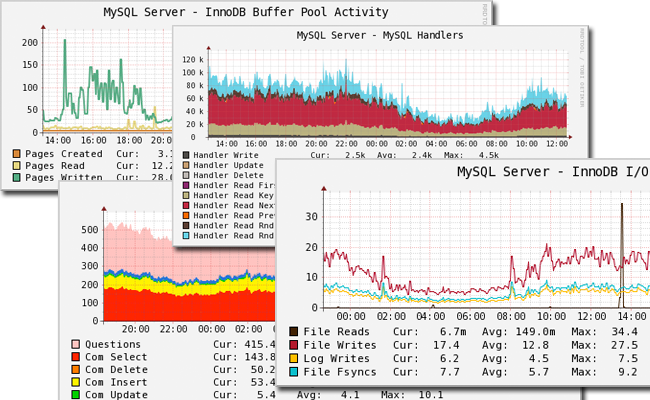 MySQL Server - InnoDB Buffer Pool Activity
200
150
100
50
0
14:00 16:00 18:00 20:0
Pages Created Cur: 3.
Pages Read Cur: 12.2
Pages Written Cur: 28.
MySQL Server - MySQL Handlers
120 k
100 k
80 k
60 k
40 k
20 k
0
14:00 16:00 18:00 20:00 22:00 00:00 02:00 04:00 06:00 08:00 10:00 12:00
Handler Write Cur: 2.5k Avg: 2.4k Max: 4.5k
Handler Update
Handler Delete
Handler Read Firs
Handler Read Key
Handler Read Next
Handler Read Prev
Handler Read Rnd
Handler Read Rnd
500
400
300
200
100
0
20:00 22:00 00:00 02:00
Questions Cur: 415.4
Com Select Cur: 143.8
Com Delete Cur: 50.2
Com Insert Cur: 53.4
Com Update Cur: 5.4 Avg: 4.1 Max: 10.1
MySQL Server - InnoDB I/O
30
20
10
0
00:00 02:00 04:00 06:00 08:00 10:00 12:00 14:00
File Reads Cur: 6.7m Avg: 149.0m Max: 34.4
File Writes Cur: 17.4 Avg: 12.8 Max: 27.5
Log Writes Cur: 6.2 Avg: 4.5 Max: 7.5
File Fsyncs Cur: 7.7 Avg: 5.7 Max: 9.2